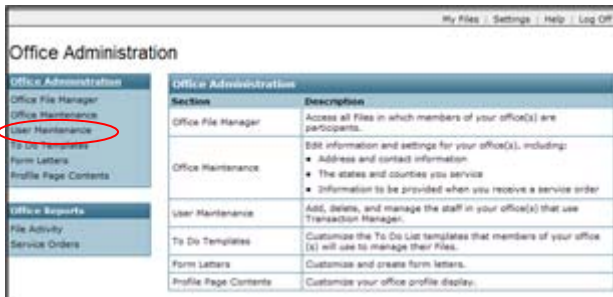 My Files | Settings | Help | Log Off
Office Administration
Office Administration
Office File Manager
Office Maintenance
User Maintenance
To Do Templates
Form Letters
Profile Page Contents
Office Reports
File Activity
Service Orders
Office Administration
Section Description
Office File Manager Access all Files in which members of your office(s) are
participants.
Office Maintenance Edit information and settings for your office(s), including:
• Address and contact information
• The states and counties you service
• Information to be provided when you receive a service order
User Maintenance Add, delete, and manage the staff in your office(s) that use
Transaction Manager.
To Do Templates Customize the To Do List templates that members of your office
(s) will use to manage their Files.
Form Letters Customize and create form letters.
Profile Page Contents Customize your office profile display.